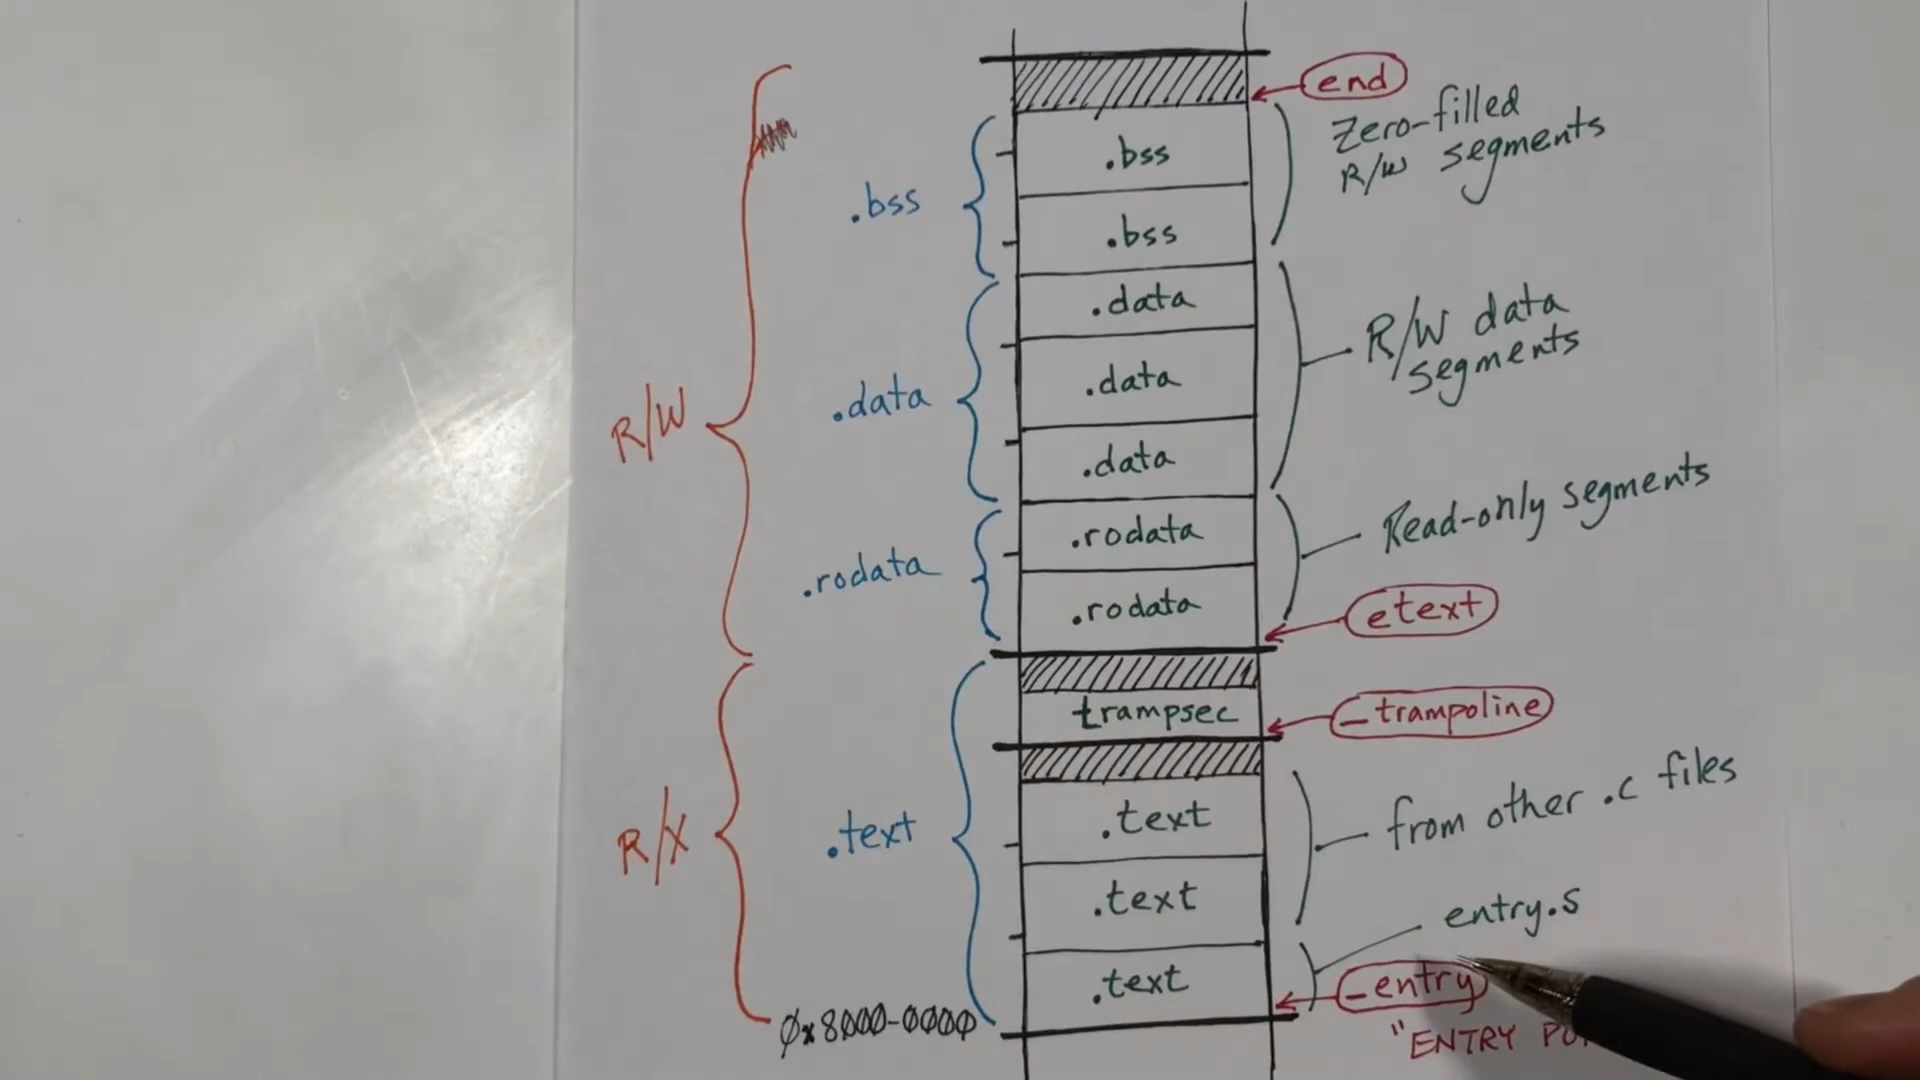 end
Zero-filled
R/W segments
.bss
.bss
.bss
.data
R/W data
segments
.data
.data
R/W
.data
Read-only segments
.rodata
.rodata
.rodata
etext
trampsec
_trampoline
from other .c files
.text
.text
R/X
.text
entry.s
.text
_entry
0x8000-0000
"ENTRY